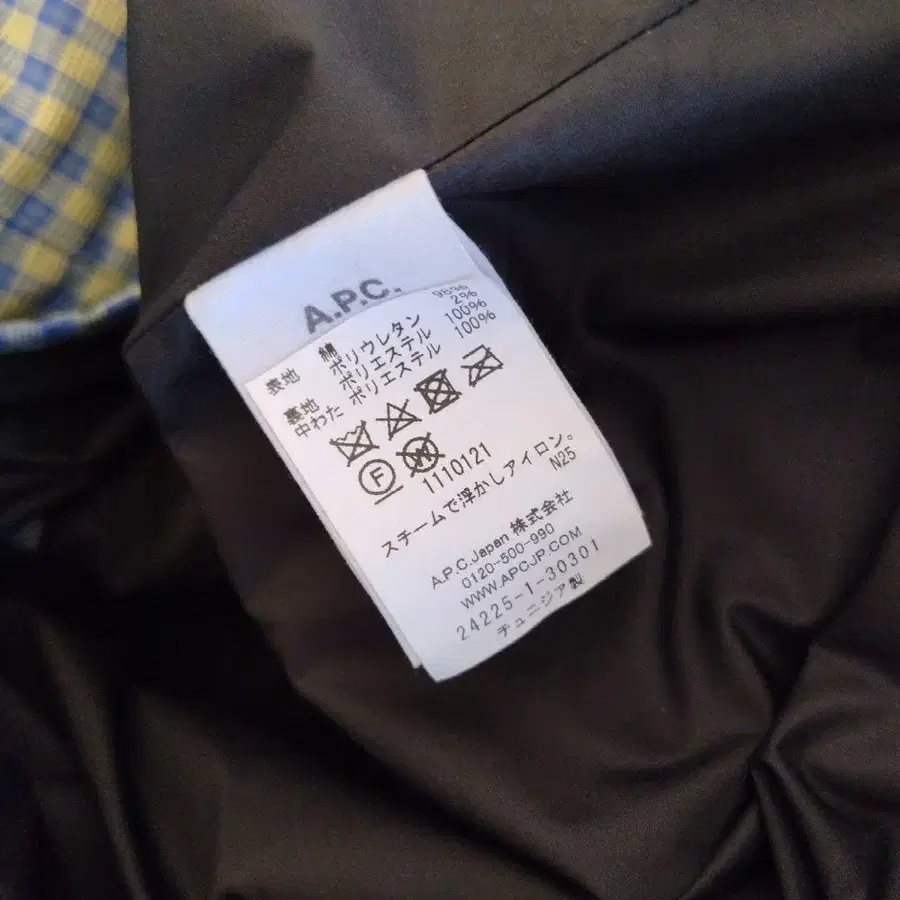 A.P.C.
表地 綿 98%
ポリウレタン 2%
裏地 ポリエステル 100%
中わた ポリエステル 100%
F W
1110121
スチームで浮かしアイロン。
N25
A.P.C.Japan 株式会社
0120-500-990
WWW.APCJP.COM
24225-1-30301
チュニジア製